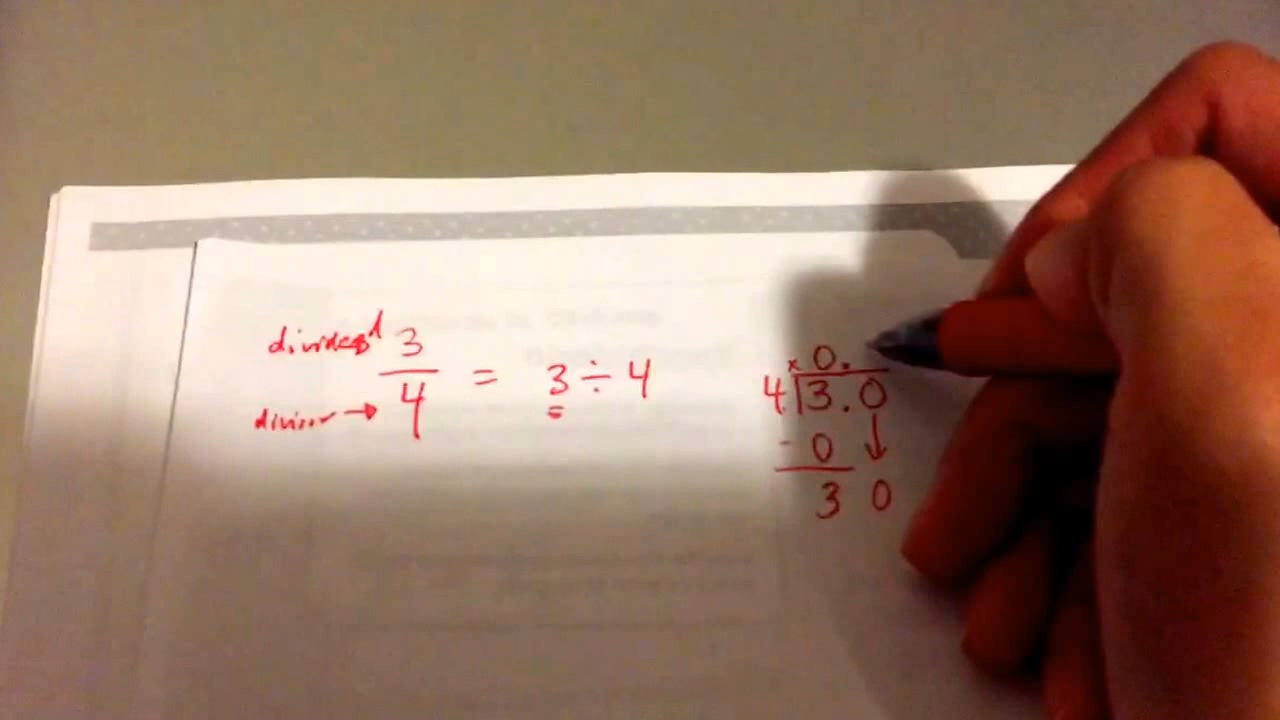 dividend 3
— = 3 ÷ 4
divisor → 4
× 0.
4 3.0
- 0 ↓
3 0